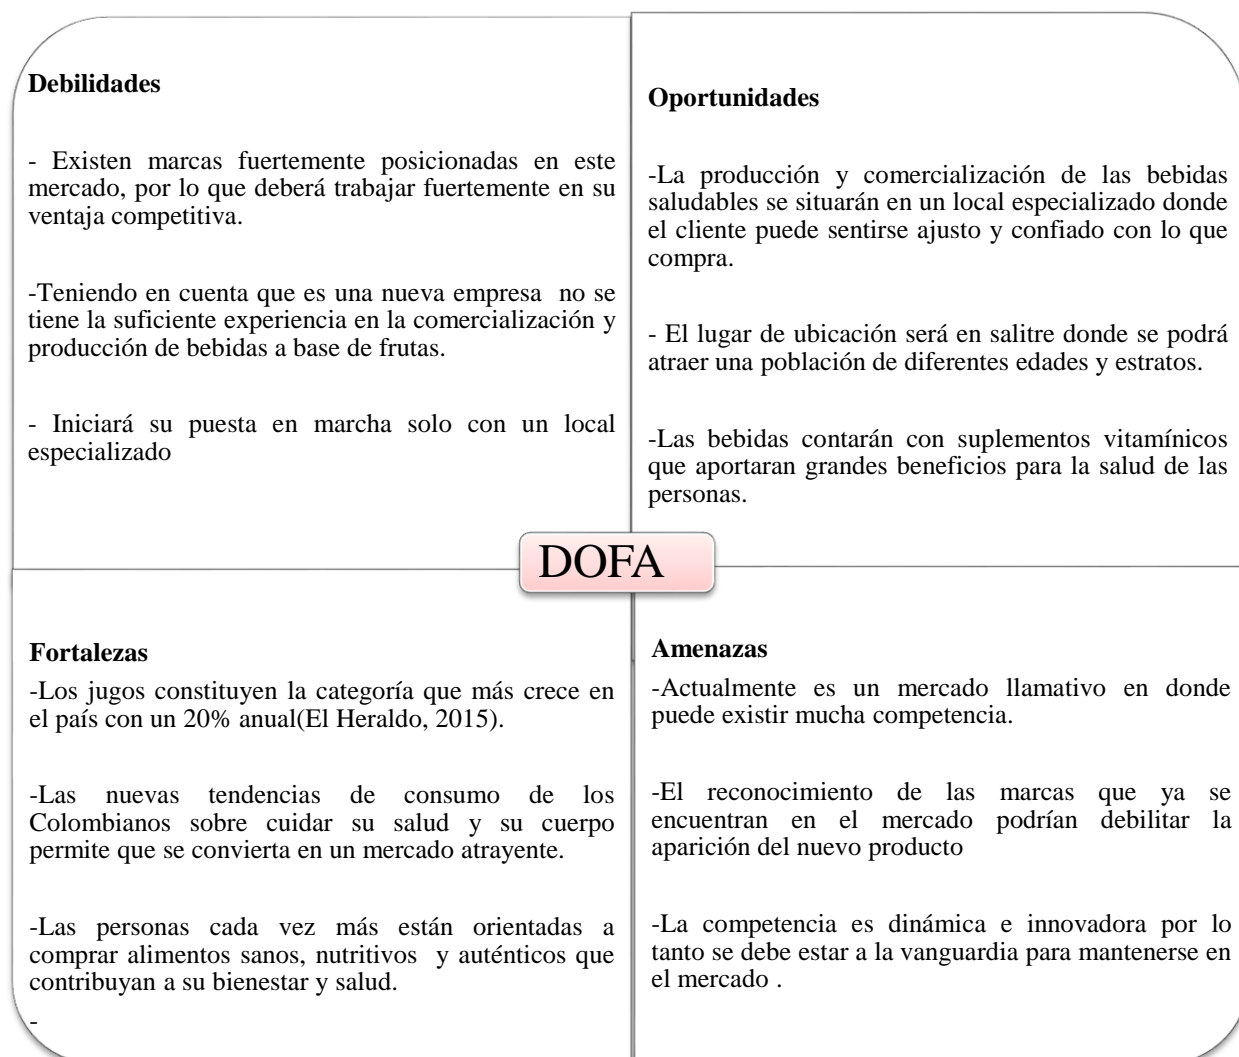 Debilidades
- Existen marcas fuertemente posicionadas en este
mercado, por lo que deberá trabajar fuertemente en su
ventaja competitiva.
-Teniendo en cuenta que es una nueva empresa  no se
tiene la suficiente experiencia en la comercialización y
producción de bebidas a base de frutas.
- Iniciará su puesta en marcha solo con un local
especializado
Oportunidades
-La producción y comercialización de las bebidas
saludables se situarán en un local especializado donde
el cliente puede sentirse ajusto y confiado con lo que
compra.
- El lugar de ubicación será en salitre donde se podrá
atraer una población de diferentes edades y estratos.
-Las bebidas contarán con suplementos vitamínicos
que aportaran grandes beneficios para la salud de las
personas.
DOFA
Fortalezas
-Los jugos constituyen la categoría que más crece en
el país con un 20% anual(El Heraldo, 2015).
-Las nuevas tendencias de consumo de los
Colombianos sobre cuidar su salud y su cuerpo
permite que se convierta en un mercado atrayente.
-Las personas cada vez más están orientadas a
comprar alimentos sanos, nutritivos  y auténticos que
contribuyan a su bienestar y salud.
-
Amenazas
-Actualmente es un mercado llamativo en donde
puede existir mucha competencia.
-El reconocimiento de las marcas que ya se
encuentran en el mercado podrían debilitar la
aparición del nuevo producto
-La competencia es dinámica e innovadora por lo
tanto se debe estar a la vanguardia para mantenerse en
el mercado .